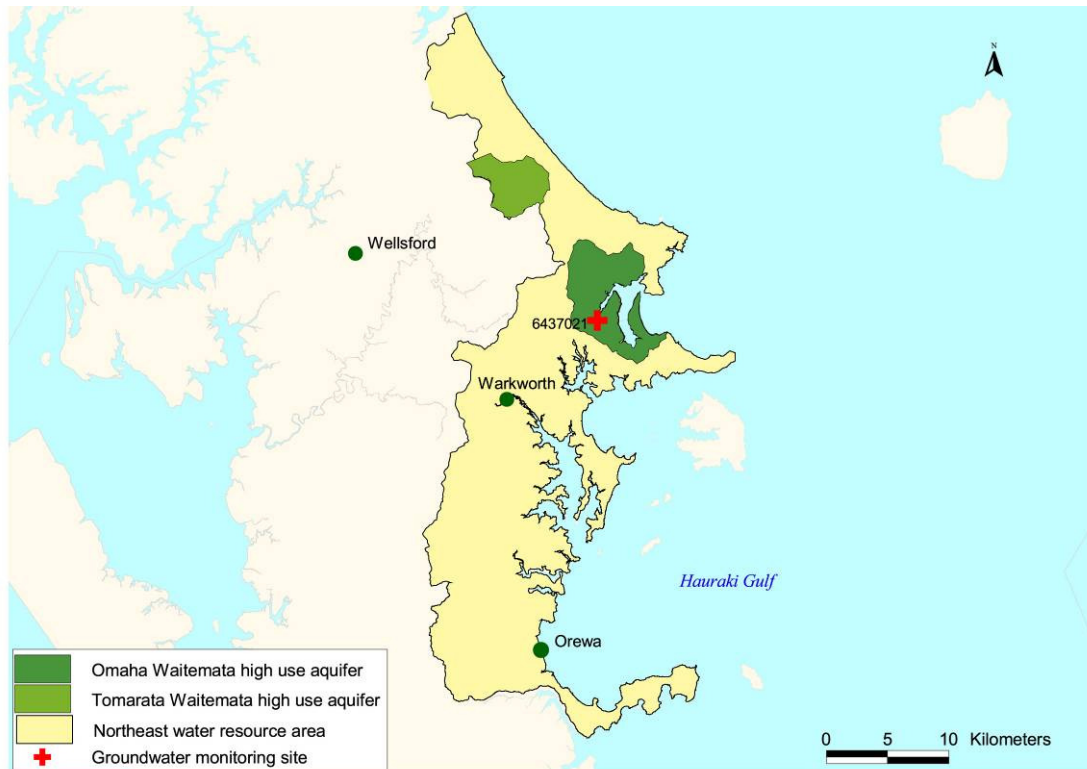 N
Wellsford
6437021
Warkworth
Hauraki Gulf
Orewa
Omaha Waitemata high use aquifer
Tomarata Waitemata high use aquifer
Northeast water resource area
Groundwater monitoring site
0 5 10 Kilometers